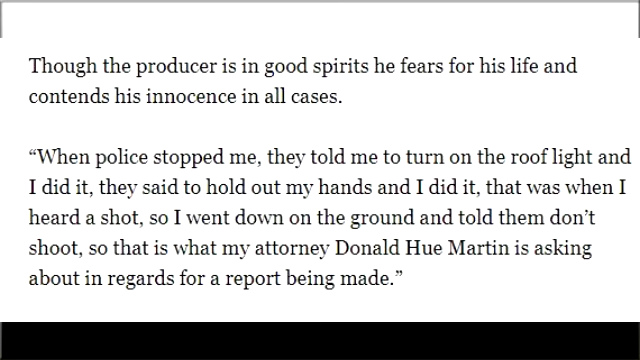 Though the producer is in good spirits he fears for his life and
contends his innocence in all cases.
“When police stopped me, they told me to turn on the roof light and
I did it, they said to hold out my hands and I did it, that was when I
heard a shot, so I went down on the ground and told them don’t
shoot, so that is what my attorney Donald Hue Martin is asking
about in regards for a report being made.”